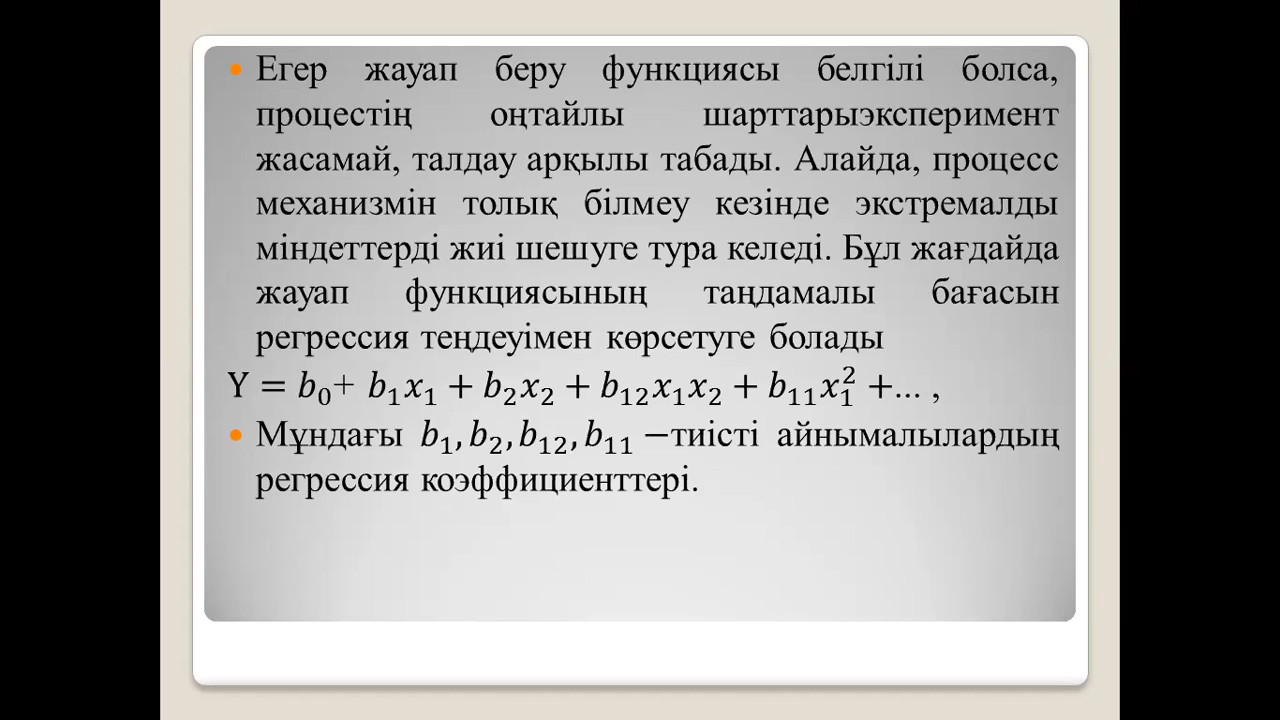 Егер жауап беру функциясы белгілі болса,
процестің оңтайлы шарттарыэксперимент
жасамай, талдау арқылы табады. Алайда, процесс
механизмін толық білмеу кезінде экстремалды
міндеттерді жиі шешуге тура келеді. Бұл жағдайда
жауап функциясының таңдамалы бағасын
регрессия теңдеуімен көрсетуге болады
Y = b₀+ b₁x₁ + b₂x₂ + b₁₂x₁x₂ + b₁₁x₁² +… ,
Мұндағы b₁, b₂, b₁₂, b₁₁ −тиісті айнымалылардың
регрессия коэффициенттері.